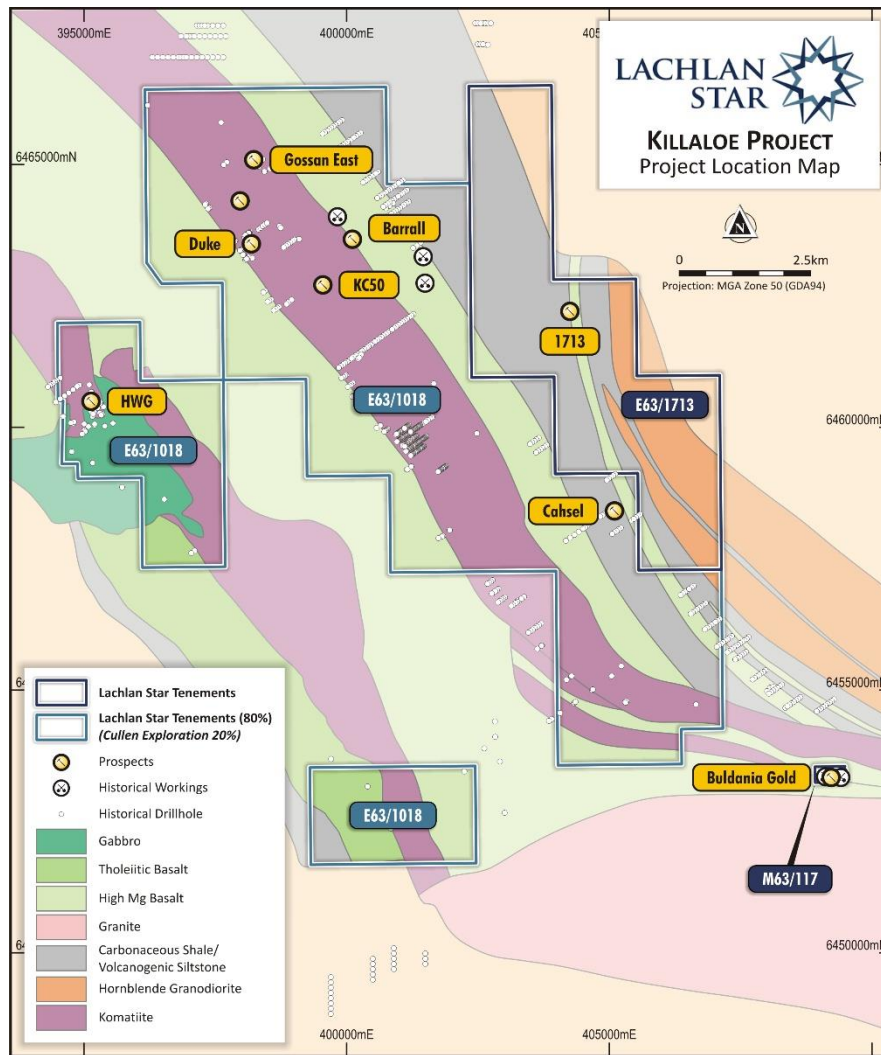 395000mE
400000mE
405
LACHLAN
STAR
KILLALOE PROJECT
Project Location Map
N
0
2.5km
Projection: MGA Zone 50 (GDA94)
6465000mN
Gossan East
Duke
Barrall
KC50
1713
HWG
E63/1018
E63/1713
6460000mN
E63/1018
Cahsel
64
6455000mN
Lachlan Star Tenements
Lachlan Star Tenements (80%)
(Cullen Exploration 20%)
Prospects
Historical Workings
Historical Drillhole
Gabbro
Tholeiitic Basalt
High Mg Basalt
Granite
Carbonaceous Shale/
Volcanogenic Siltstone
Hornblende Granodiorite
Komatiite
Buldania Gold
E63/1018
M63/117
64
6450000mN
400000mE
405000mE